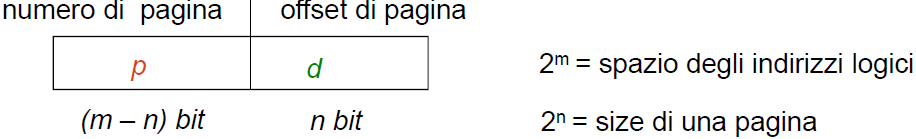 numero di pagina offset di pagina
p d
2ᵐ = spazio degli indirizzi logici
(m – n) bit n bit
2ⁿ = size di una pagina